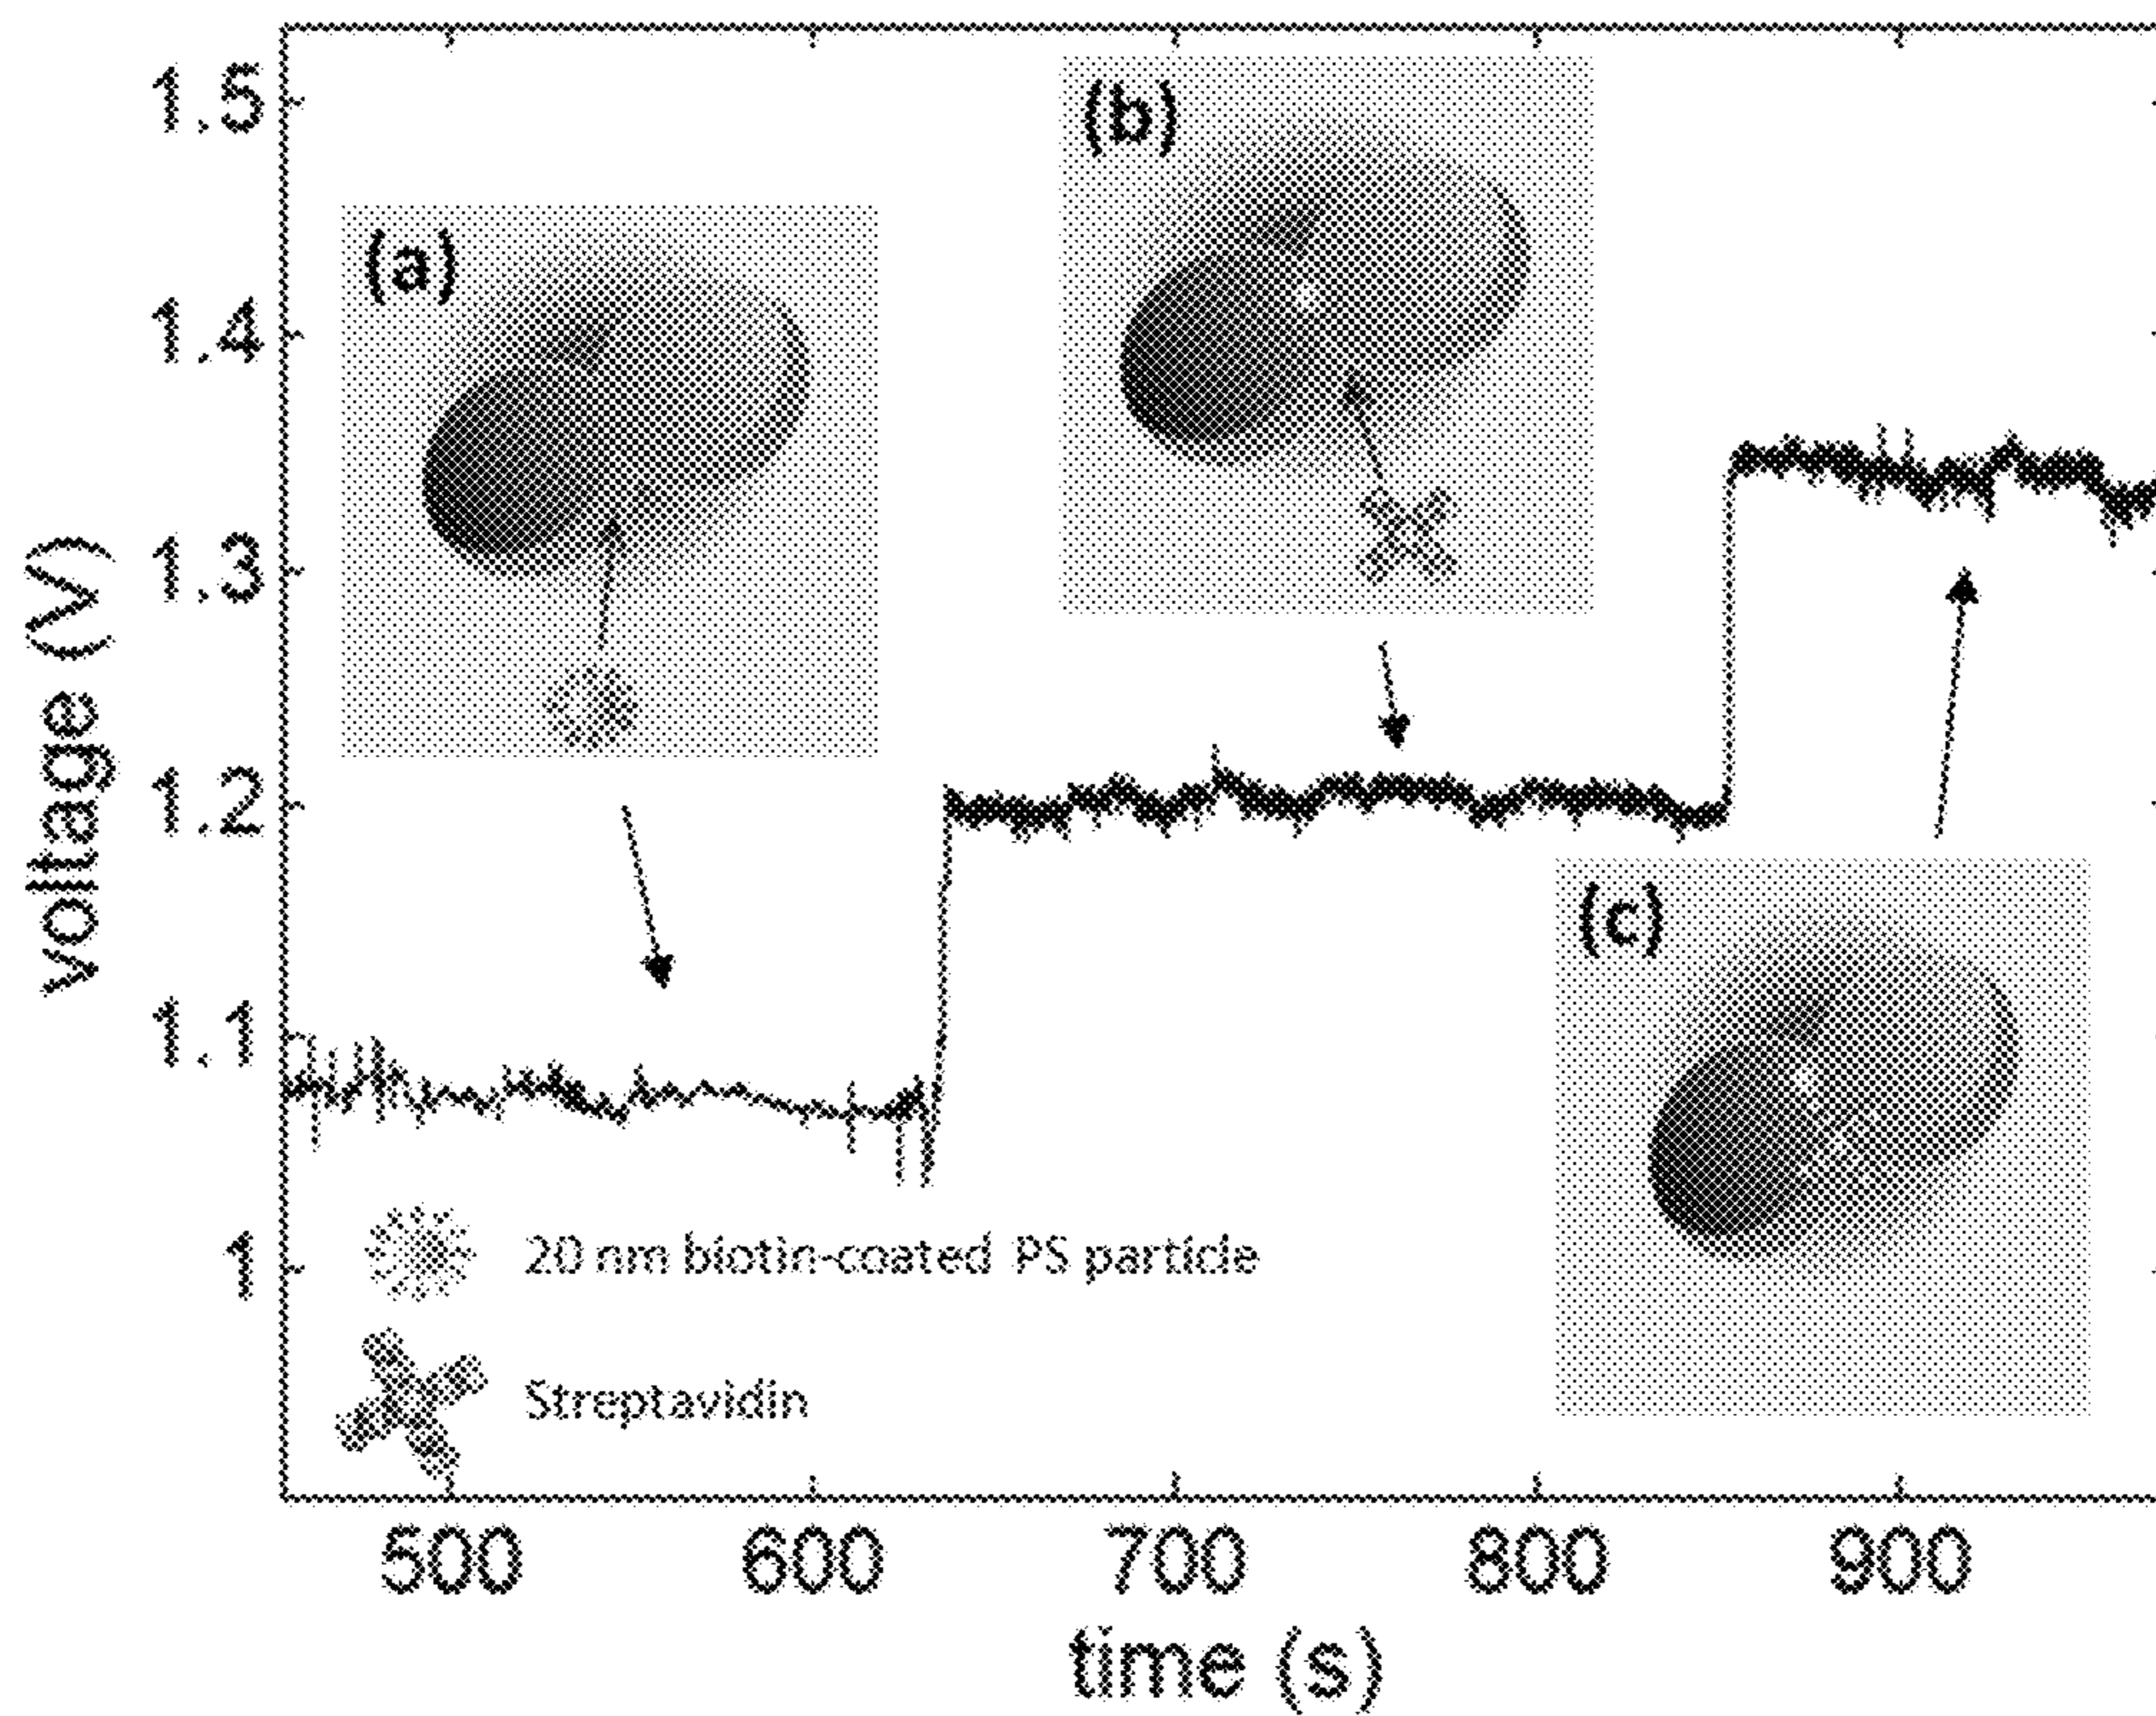 voltage (V)
1.5
1.4
1.3
1.2
1.1
1
(a)
(b)
(c)
20 nm biotin-coated PS particle
Streptavidin
500 600 700 800 900
time (s)